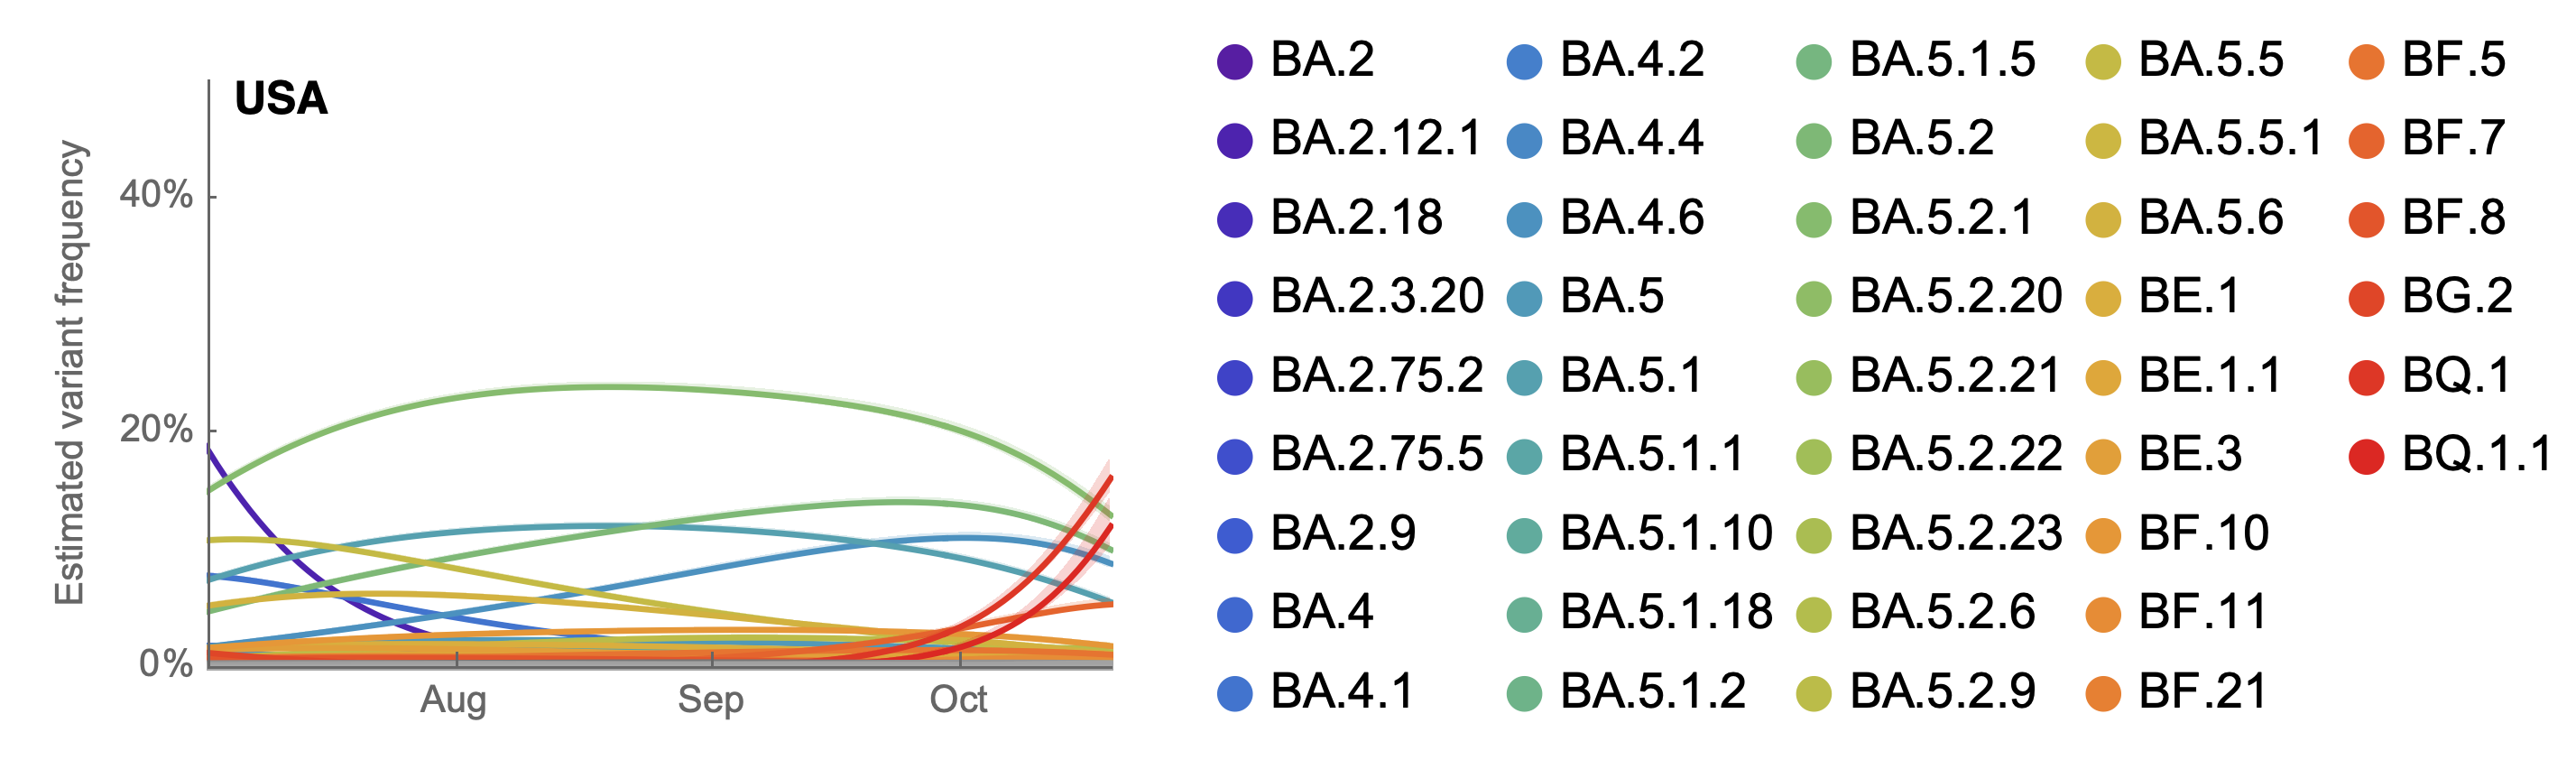 USA
Estimated variant frequency
40%
20%
0%
Aug Sep Oct
BA.2
BA.2.12.1
BA.2.18
BA.2.3.20
BA.2.75.2
BA.2.75.5
BA.2.9
BA.4
BA.4.1
BA.4.2
BA.4.4
BA.4.6
BA.5
BA.5.1
BA.5.1.1
BA.5.1.10
BA.5.1.18
BA.5.1.2
BA.5.1.5
BA.5.2
BA.5.2.1
BA.5.2.20
BA.5.2.21
BA.5.2.22
BA.5.2.23
BA.5.2.6
BA.5.2.9
BA.5.5
BA.5.5.1
BA.5.6
BE.1
BE.1.1
BE.3
BF.10
BF.11
BF.21
BF.5
BF.7
BF.8
BG.2
BQ.1
BQ.1.1